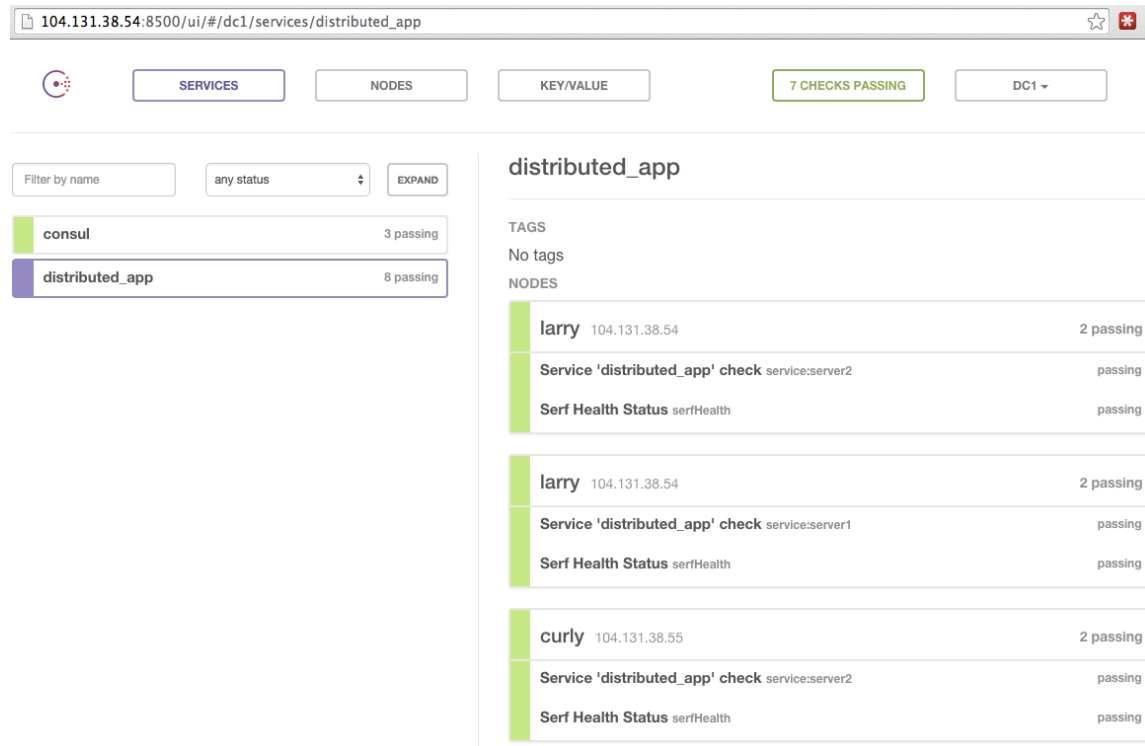 104.131.38.54:8500/ui/#/dc1/services/distributed_app
SERVICES NODES KEY/VALUE 7 CHECKS PASSING DC1
Filter by name any status EXPAND
consul 3 passing
distributed_app 8 passing
distributed_app
TAGS
No tags
NODES
larry 104.131.38.54 2 passing
Service 'distributed_app' check service:server2 passing
Serf Health Status serfHealth passing
larry 104.131.38.54 2 passing
Service 'distributed_app' check service:server1 passing
Serf Health Status serfHealth passing
curly 104.131.38.55 2 passing
Service 'distributed_app' check service:server2 passing
Serf Health Status serfHealth passing